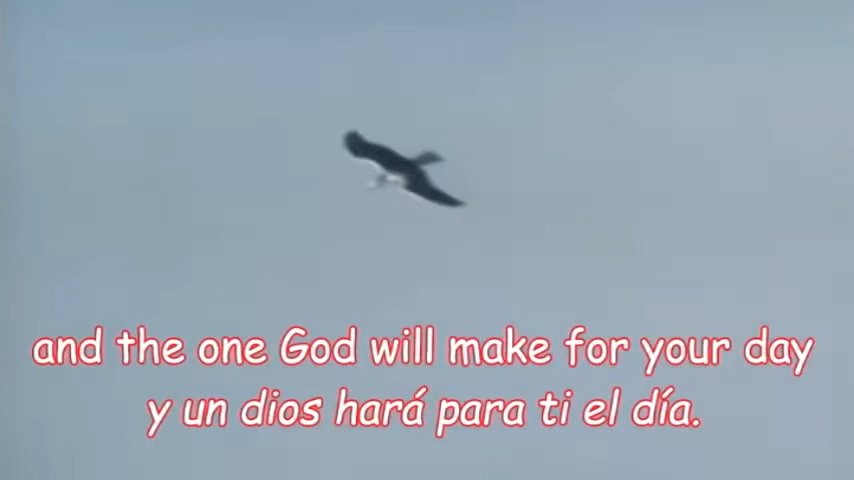 and the one God will make for your day
y un dios hará para ti el día.